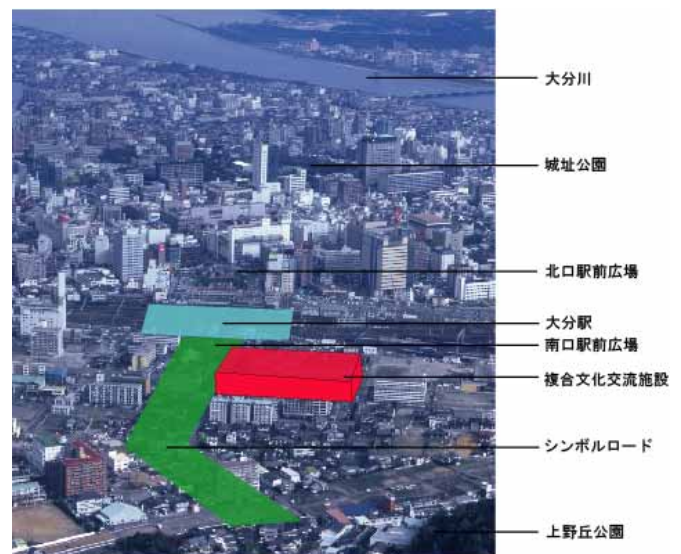 大分川
城址公園
北口駅前広場
大分駅
南口駅前広場
複合文化交流施設
シンボルロード
上野丘公園